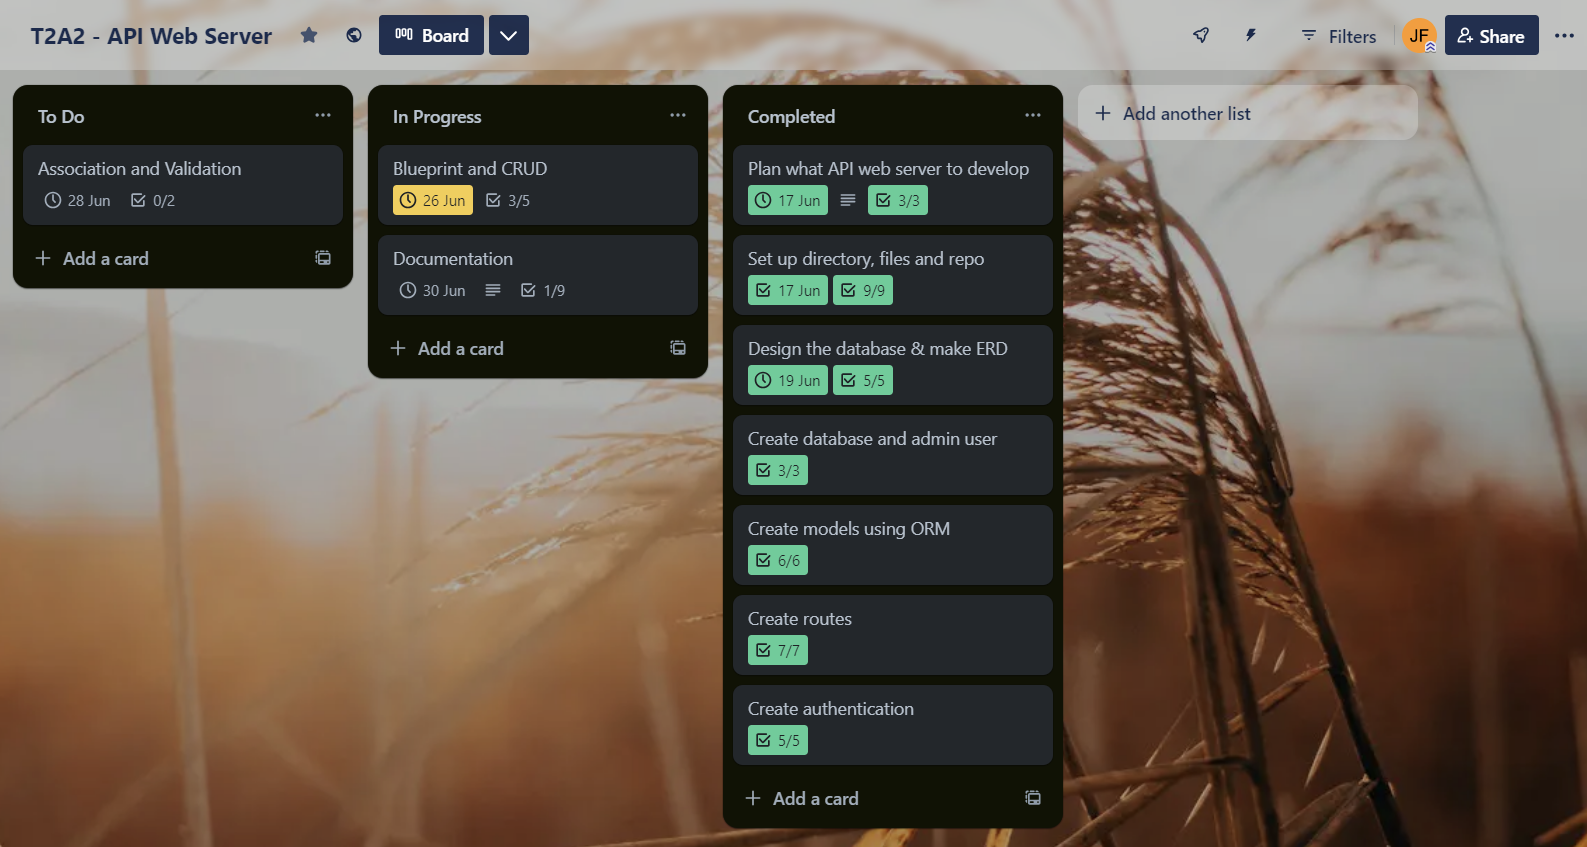 T2A2 - API Web Server
Board
Filters
JF
Share
To Do
Association and Validation
28 Jun 0/2
Add a card
In Progress
Blueprint and CRUD
26 Jun 3/5
Documentation
30 Jun 1/9
Add a card
Completed
Plan what API web server to develop
17 Jun 3/3
Set up directory, files and repo
17 Jun 9/9
Design the database & make ERD
19 Jun 5/5
Create database and admin user
3/3
Create models using ORM
6/6
Create routes
7/7
Create authentication
5/5
Add a card
Add another list